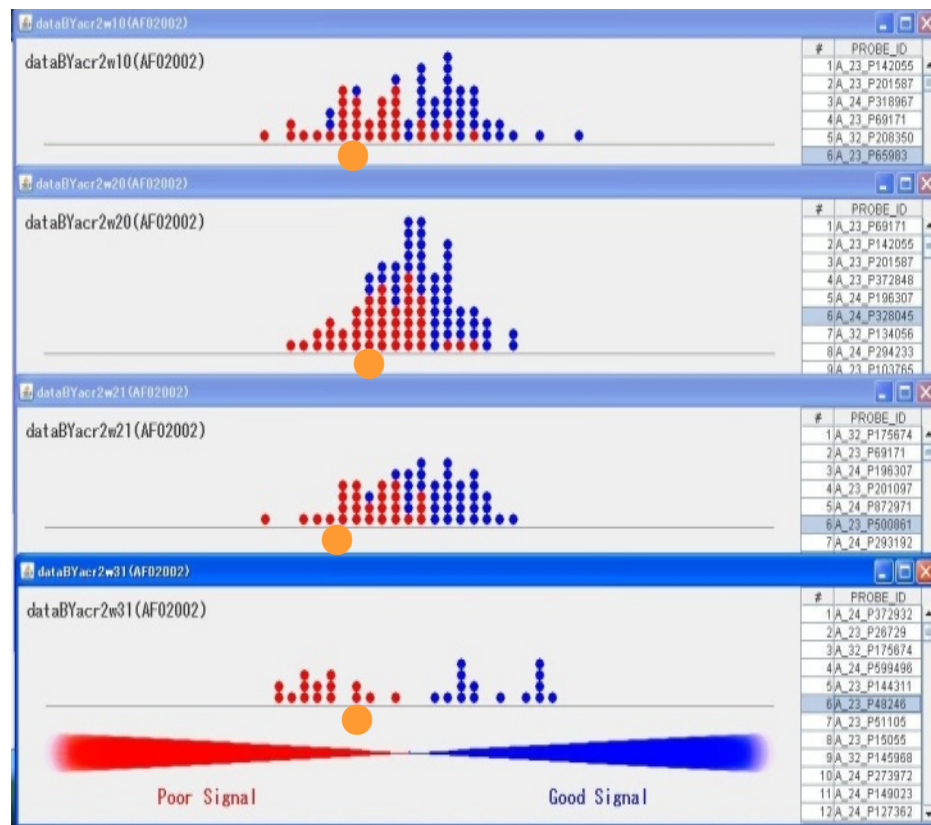 dataBYacr2w10(AF02002)
dataBYacr2w10(AF02002)
# PROBE_ID
1 A_23_P142055
2 A_23_P201587
3 A_24_P318967
4 A_23_P69171
5 A_32_P208350
6 A_23_P65983
dataBYacr2w20(AF02002)
dataBYacr2w20(AF02002)
# PROBE_ID
1 A_23_P69171
2 A_23_P142055
3 A_23_P201587
4 A_23_P372848
5 A_24_P196307
6 A_24_P328045
7 A_32_P134056
8 A_24_P294233
9 A_23_P103765
dataBYacr2w21(AF02002)
dataBYacr2w21(AF02002)
# PROBE_ID
1 A_32_P175674
2 A_23_P69171
3 A_24_P196307
4 A_23_P201097
5 A_24_P872971
6 A_23_P500861
7 A_24_P293192
dataBYacr2w31(AF02002)
dataBYacr2w31(AF02002)
# PROBE_ID
1 A_24_P372932
2 A_23_P26729
3 A_32_P175674
4 A_24_P599496
5 A_23_P144311
6 A_23_P48246
7 A_23_P51105
8 A_23_P15055
9 A_32_P145968
10 A_24_P273972
11 A_24_P149023
12 A_24_P127362
Poor Signal
Good Signal